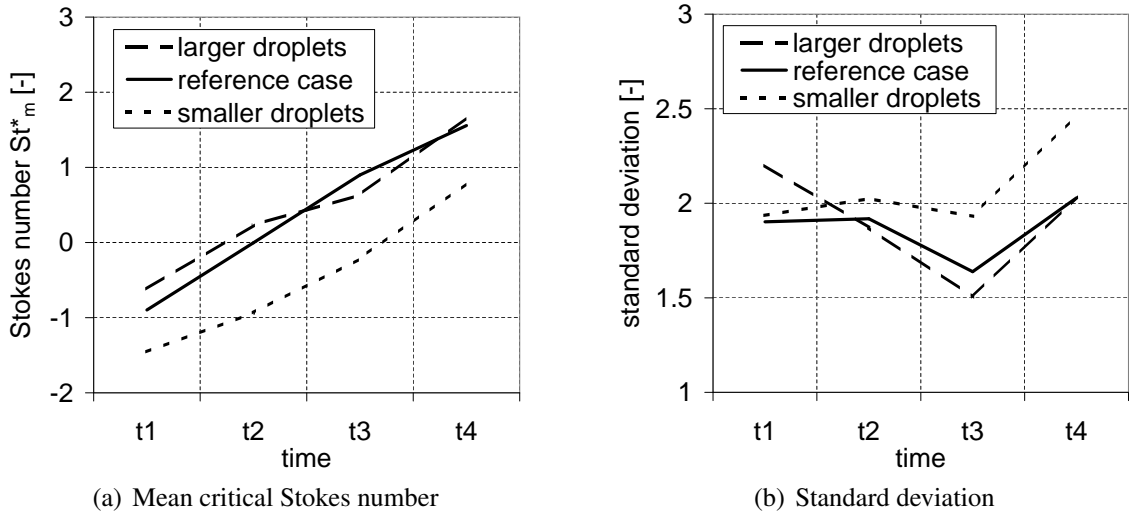 3
2
1
0
-1
-2
Stokes number St*m [-]
larger droplets
reference case
smaller droplets
t1 t2 t3 t4
time
(a) Mean critical Stokes number
3
2.5
2
1.5
1
standard deviation [-]
larger droplets
reference case
smaller droplets
t1 t2 t3 t4
time
(b) Standard deviation